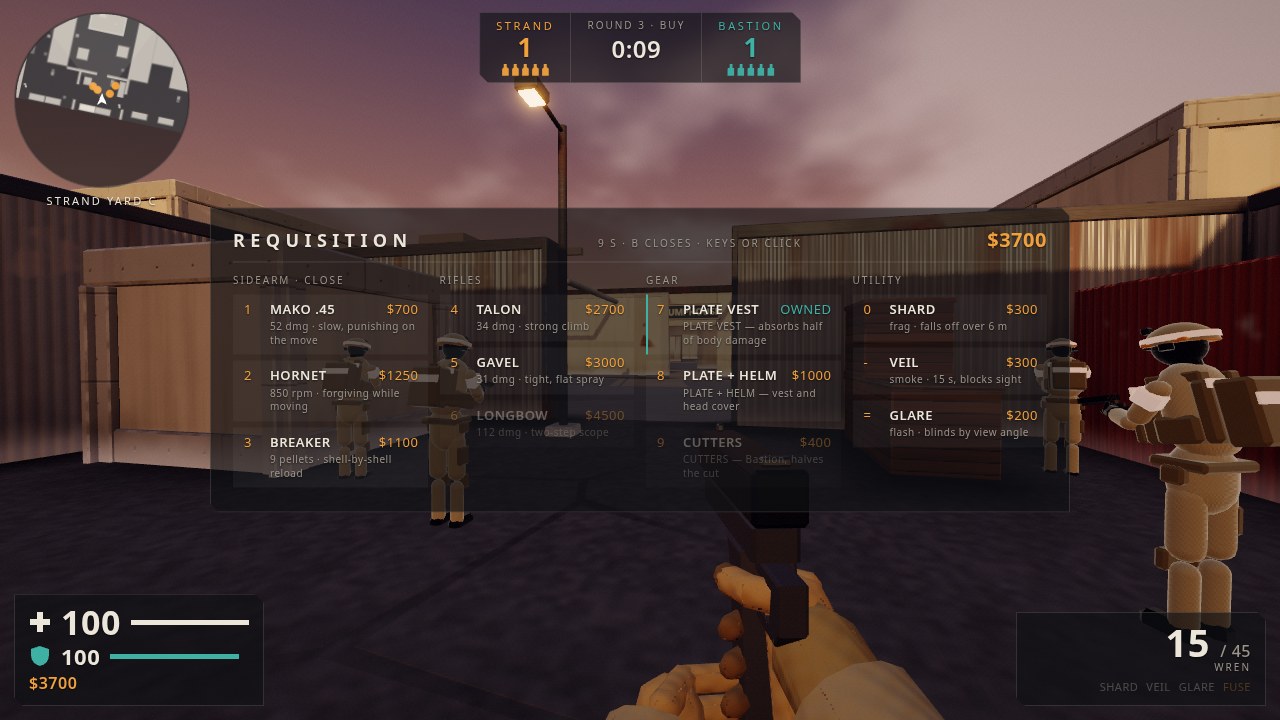 STRAND
1
ROUND 3 · BUY
0:09
BASTION
1
STRAND YARD C
REQUISITION
9 S · B CLOSES · KEYS OR CLICK
$3700
SIDEARM · CLOSE
1 MAKO .45 $700
52 dmg · slow, punishing on
the move
2 HORNET $1250
850 rpm · forgiving while
moving
3 BREAKER $1100
9 pellets · shell-by-shell
reload
RIFLES
4 TALON $2700
34 dmg · strong climb
5 GAVEL $3000
31 dmg · tight, flat spray
6 LONGBOW $4500
112 dmg · two-step scope
GEAR
7 PLATE VEST OWNED
PLATE VEST — absorbs half
of body damage
8 PLATE + HELM $1000
PLATE + HELM — vest and
head cover
9 CUTTERS $400
CUTTERS — Bastion, halves
the cut
UTILITY
0 SHARD $300
frag · falls off over 6 m
- VEIL $300
smoke · 15 s, blocks sight
= GLARE $200
flash · blinds by view angle
100
100
$3700
15 / 45
WREN
SHARD VEIL GLARE FUSE